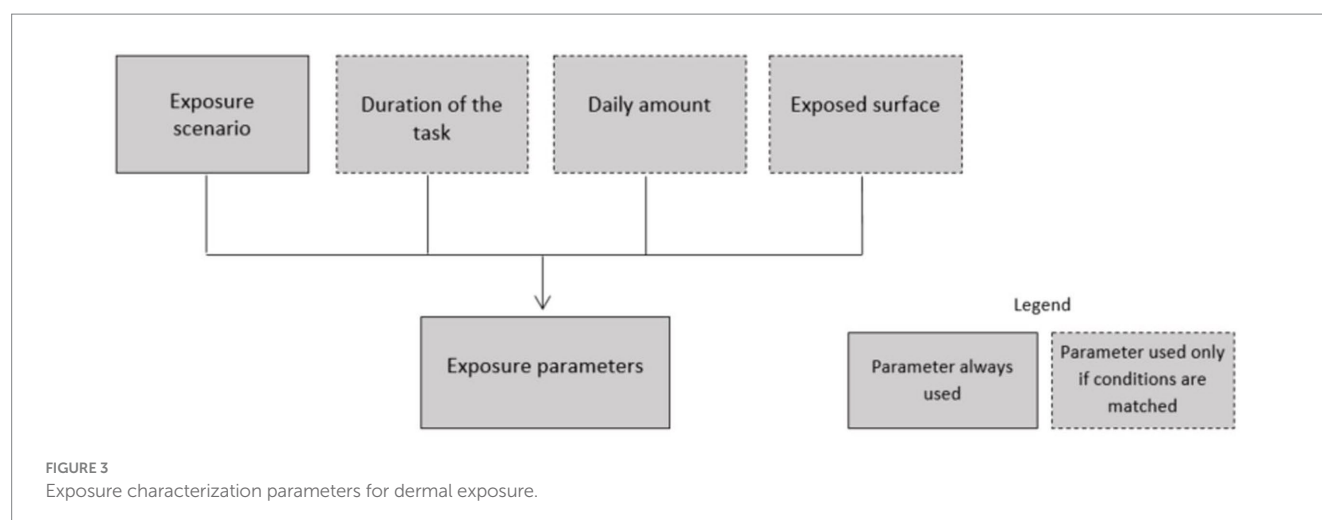 Exposure
scenario
Duration of the
task
Daily amount
Exposed surface
Exposure parameters
Legend
Parameter always
used
Parameter used only
if conditions are
matched
FIGURE 3
Exposure characterization parameters for dermal exposure.